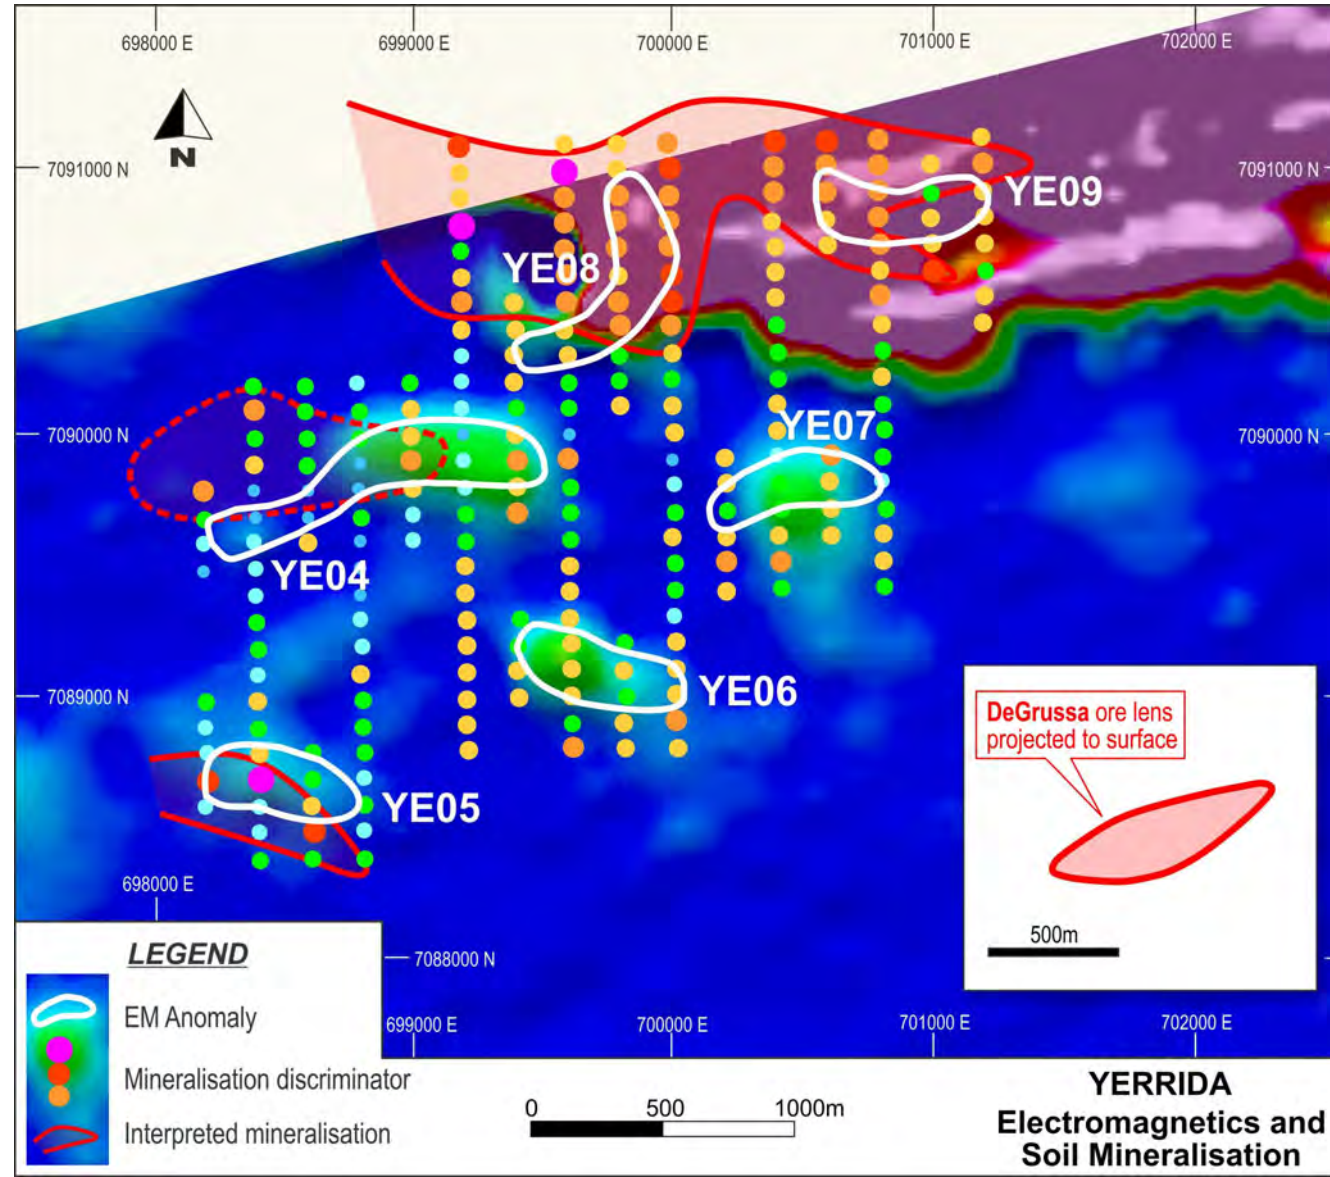 698000 E
699000 E
700000 E
701000 E
702000 E
N
7091000 N
7091000 N
YE09
YE08
7090000 N
YE07
7090000 N
YE04
7089000 N
YE06
DeGrussa ore lens
projected to surface
YE05
698000 E
500m
LEGEND
7088000 N
EM Anomaly
699000 E
700000 E
701000 E
702000 E
Mineralisation discriminator
Interpreted mineralisation
0 500 1000m
YERRIDA
Electromagnetics and
Soil Mineralisation